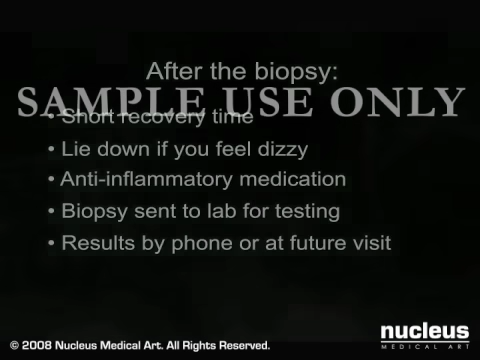 After the biopsy:
SAMPLE USE ONLY
• Short recovery time
• Lie down if you feel dizzy
• Anti-inflammatory medication
• Biopsy sent to lab for testing
• Results by phone or at future visit
nucleus
MEDICAL ART
© 2008 Nucleus Medical Art. All Rights Reserved.